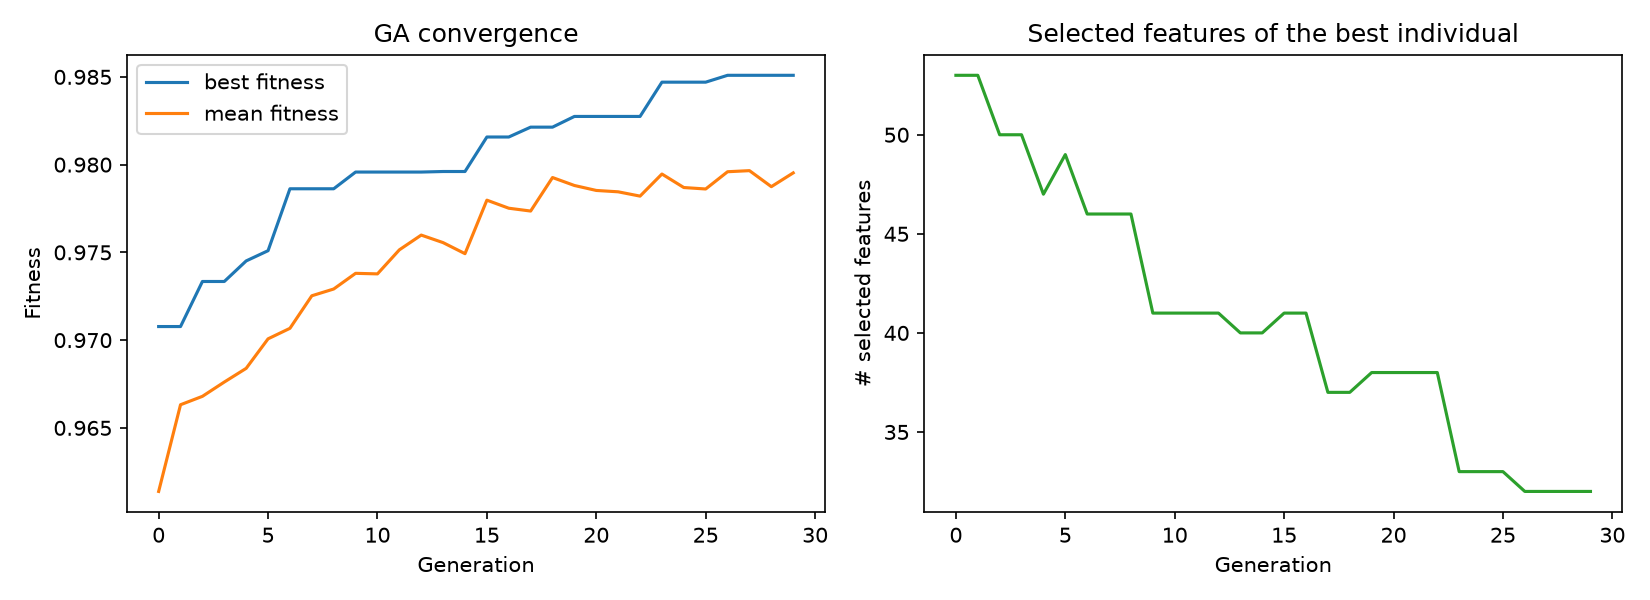 GA convergence
best fitness
mean fitness
0.985
0.980
0.975
0.970
0.965
Fitness
0 5 10 15 20 25 30
Generation
Selected features of the best individual
50
45
40
35
# selected features
0 5 10 15 20 25 30
Generation